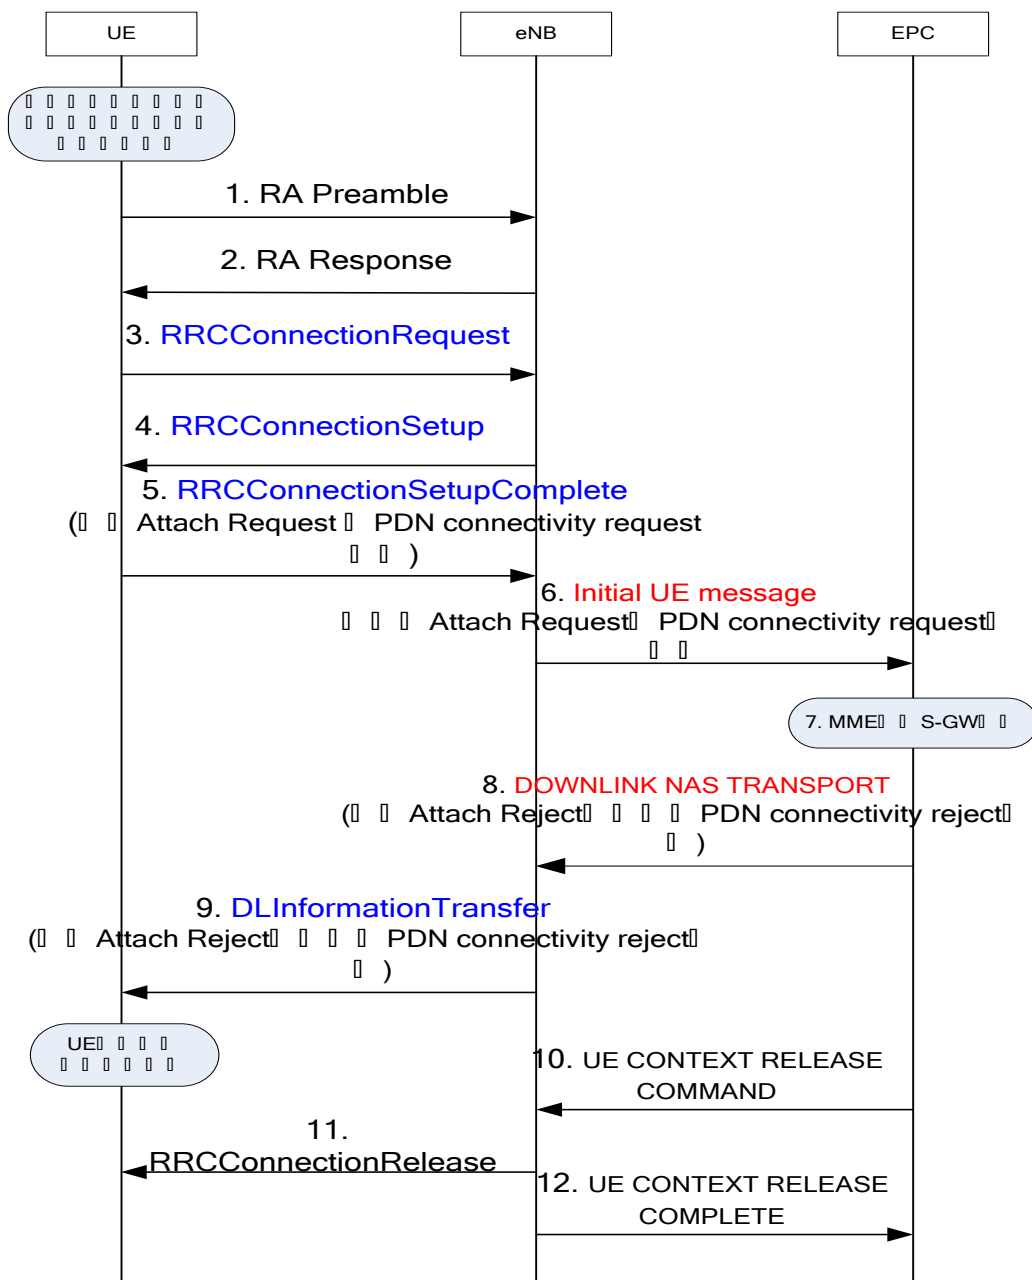 UE
eNB
EPC
1. RA Preamble
2. RA Response
3. RRCConnectionRequest
4. RRCConnectionSetup
5. RRCConnectionSetupComplete
( Attach Request PDN connectivity request
)
6. Initial UE message
Attach Request PDN connectivity request
7. MME S-GW
8. DOWNLINK NAS TRANSPORT
( Attach Reject PDN connectivity reject
)
9. DLInformationTransfer
( Attach Reject PDN connectivity reject
)
UE
10. UE CONTEXT RELEASE
COMMAND
11.
RRCConnectionRelease
12. UE CONTEXT RELEASE
COMPLETE